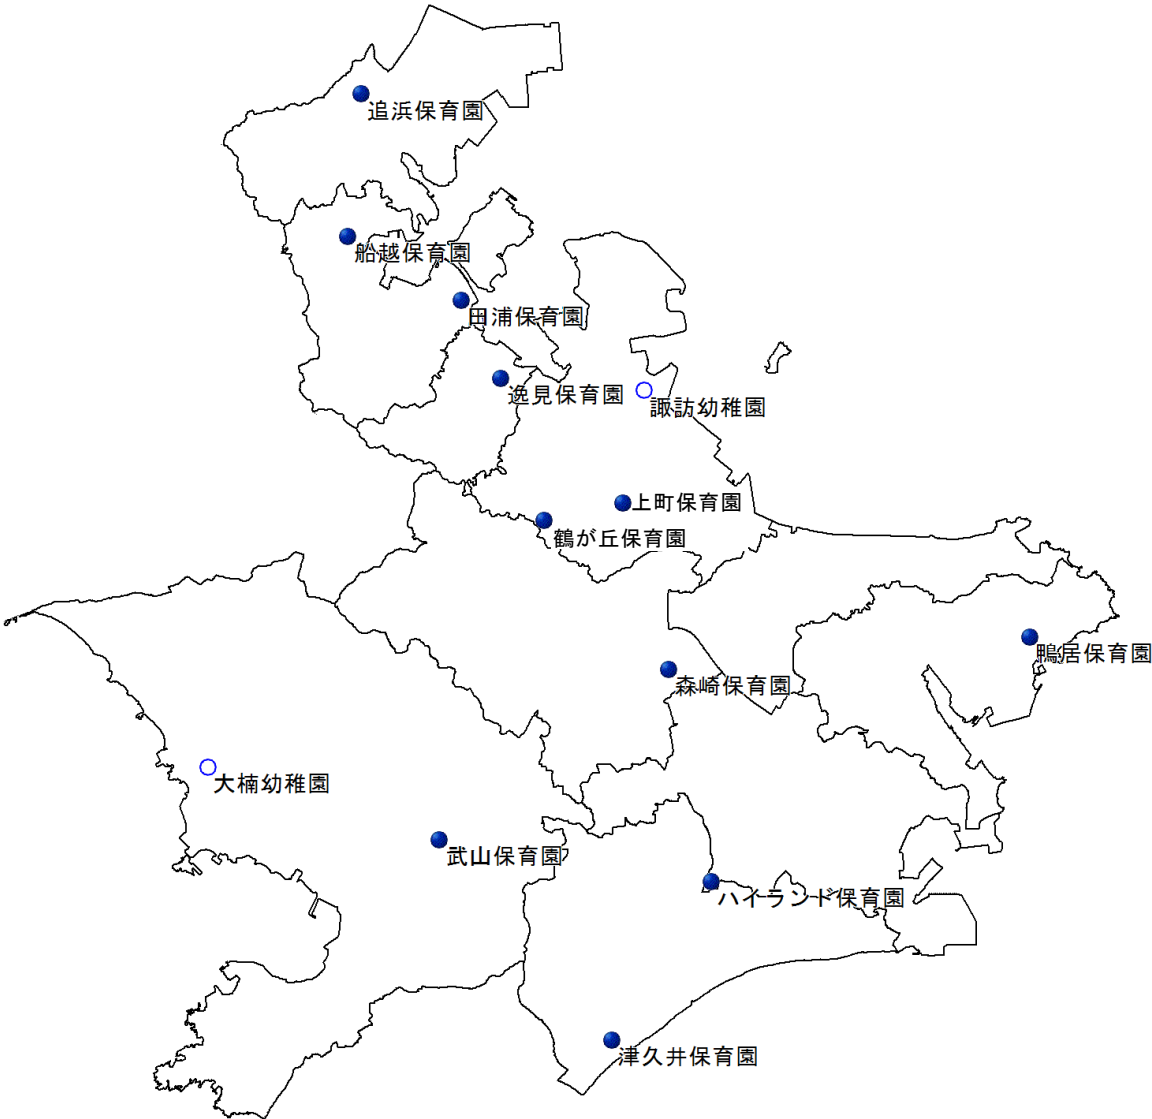 追浜保育園
船越保育園
田浦保育園
逸見保育園
諏訪幼稚園
上町保育園
鶴が丘保育園
鴨居保育園
森崎保育園
大楠幼稚園
武山保育園
ハイランド保育園
津久井保育園